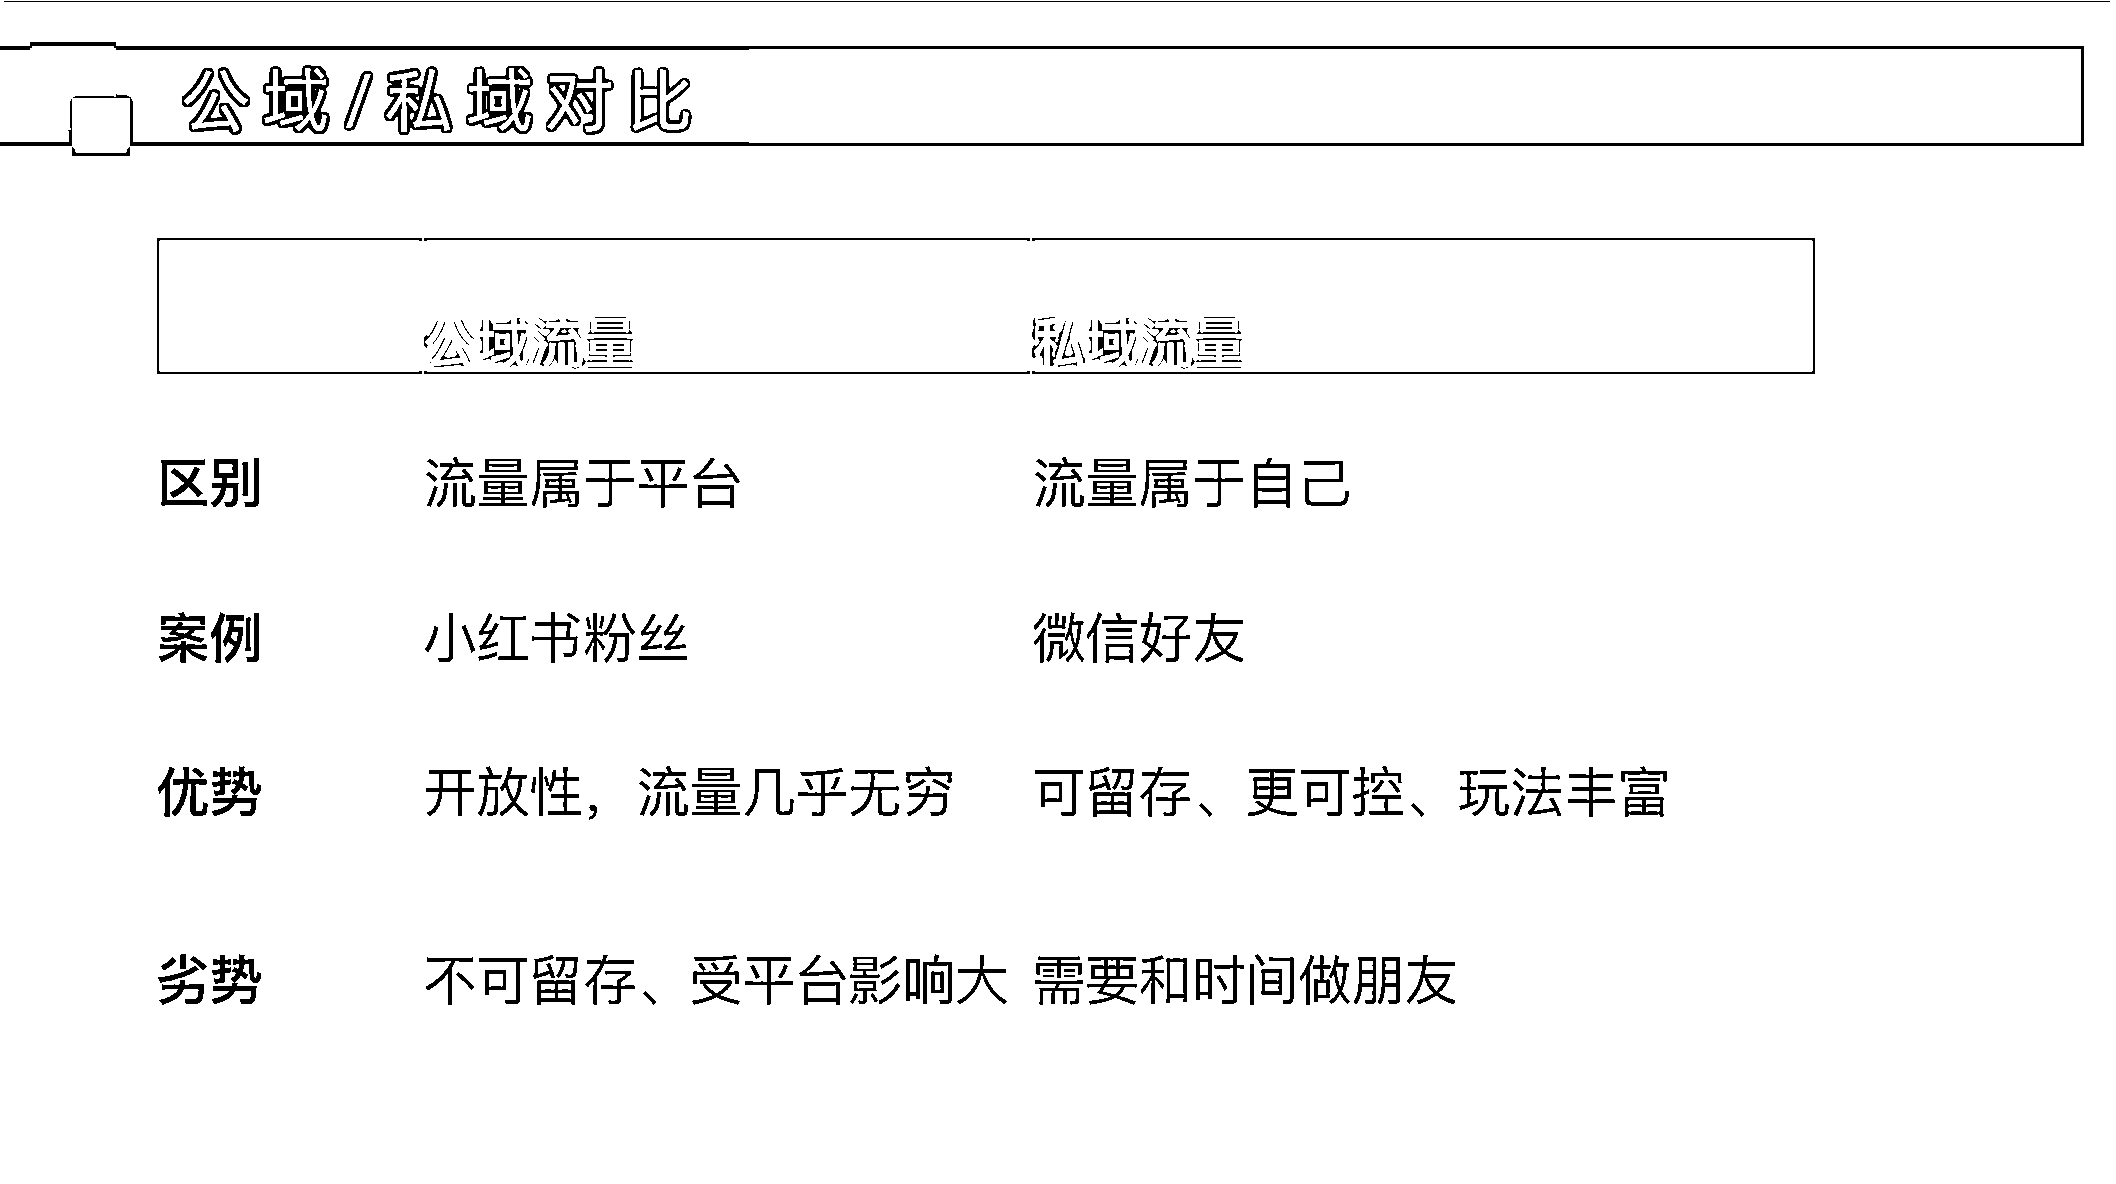 公域/私域对比
公域流量 私域流量
区别 流量属于平台 流量属于自己
案例 小红书粉丝 微信好友
优势 开放性，流量几乎无穷 可留存、更可控、玩法丰富
劣势 不可留存、受平台影响大 需要和时间做朋友